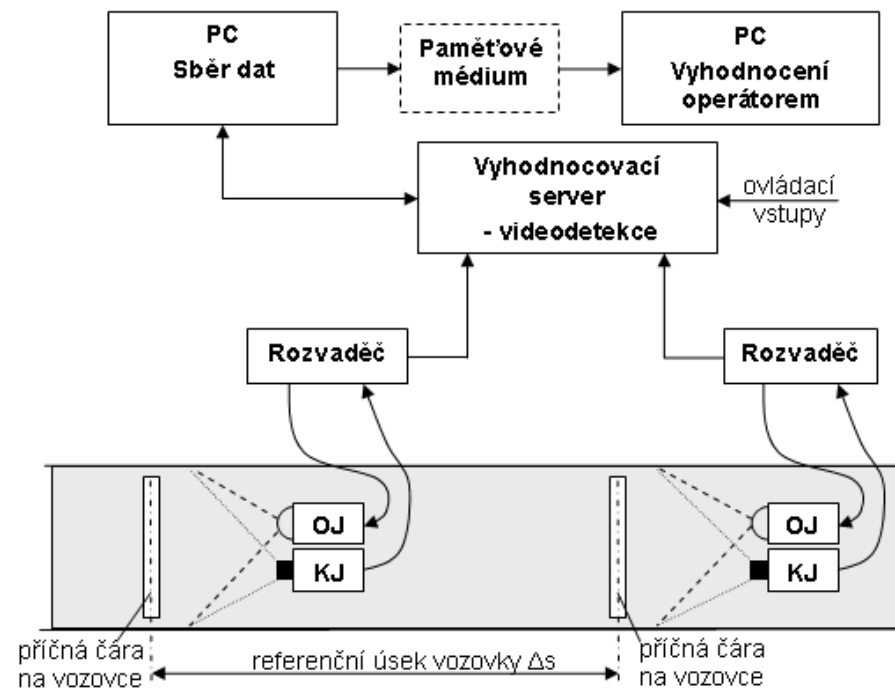 PC
Sběr dat
Paměťové
médium
PC
Vyhodnocení
operátorem
Vyhodnocovací
server
- videodetekce
ovládací
vstupy
Rozvaděč
Rozvaděč
OJ
KJ
OJ
KJ
příčná čára
na vozovce
referenční úsek vozovky Δs
příčná čára
na vozovce